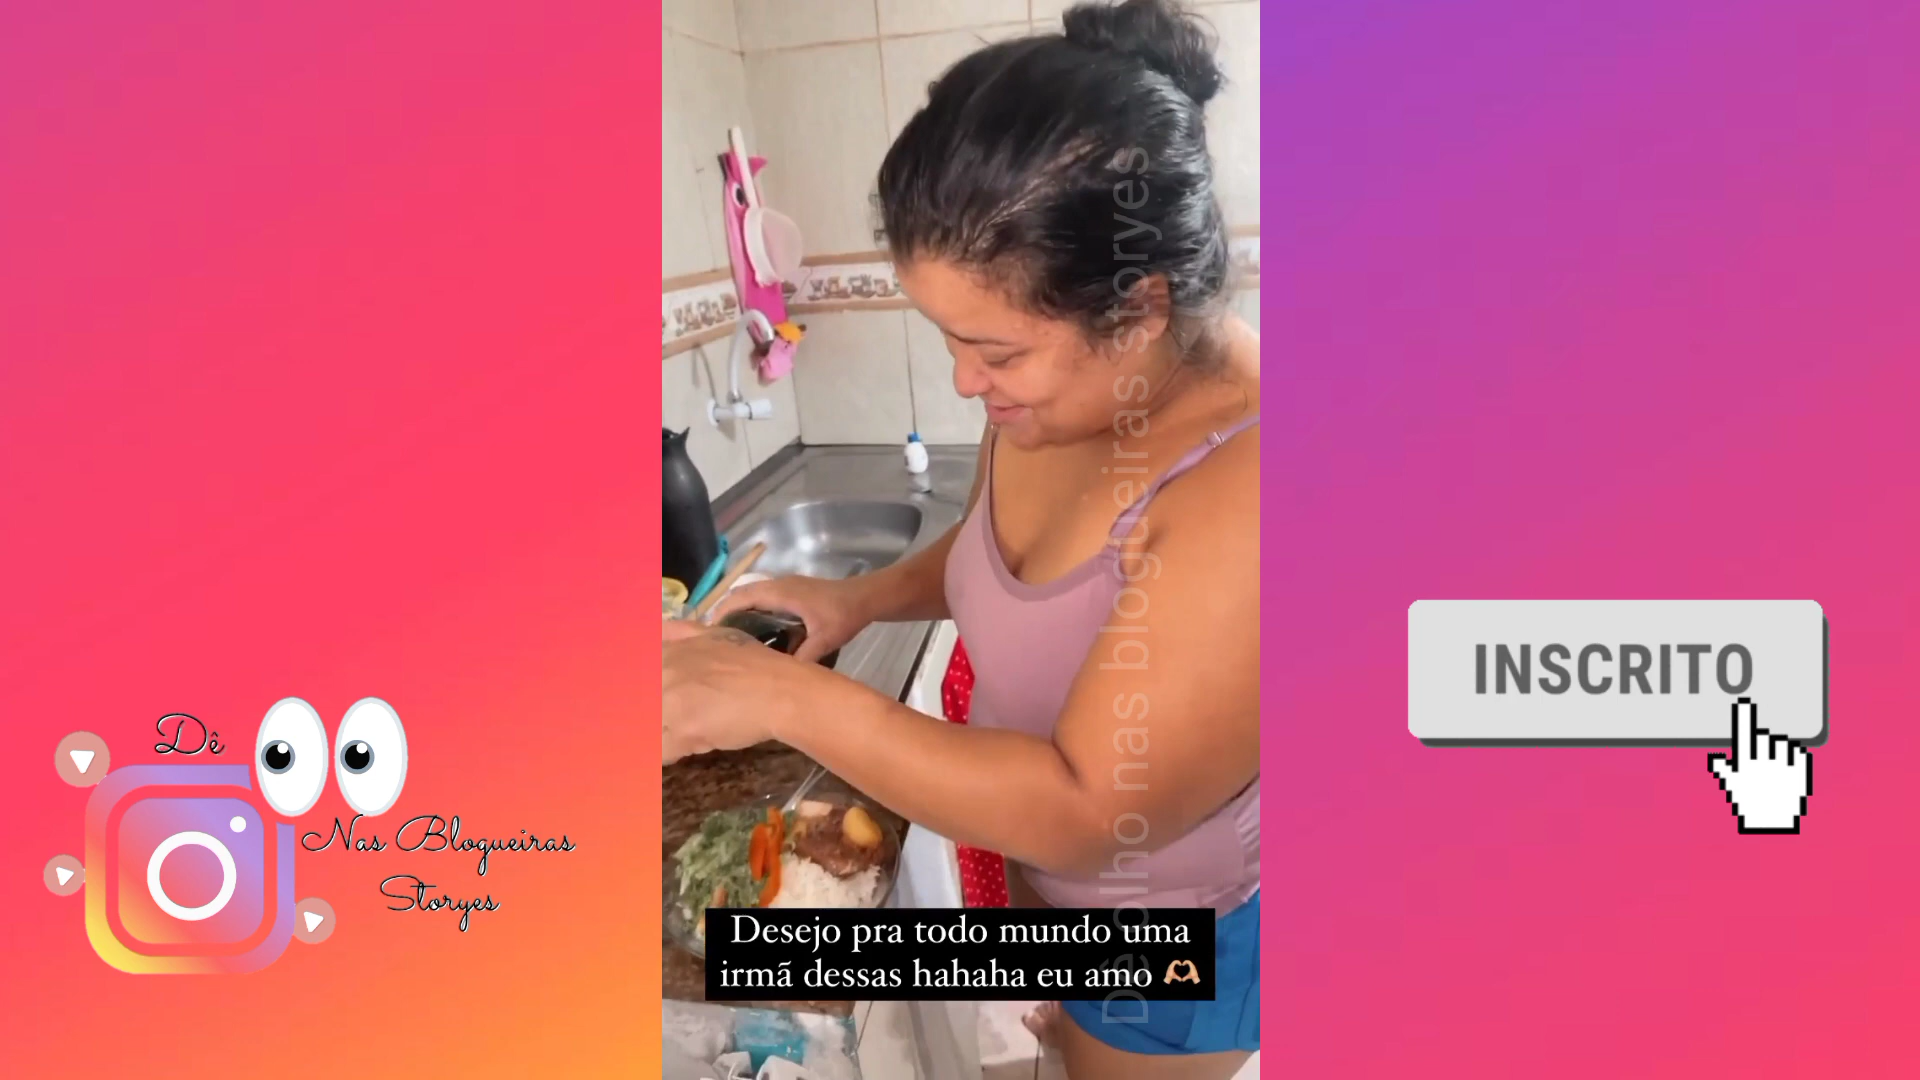 Dê
Nas Blogueiras
Storyes
Dê olho nas blogueiras storyes
Desejo pra todo mundo uma
irmã dessas hahaha eu amo 🫶🏼
INSCRITO